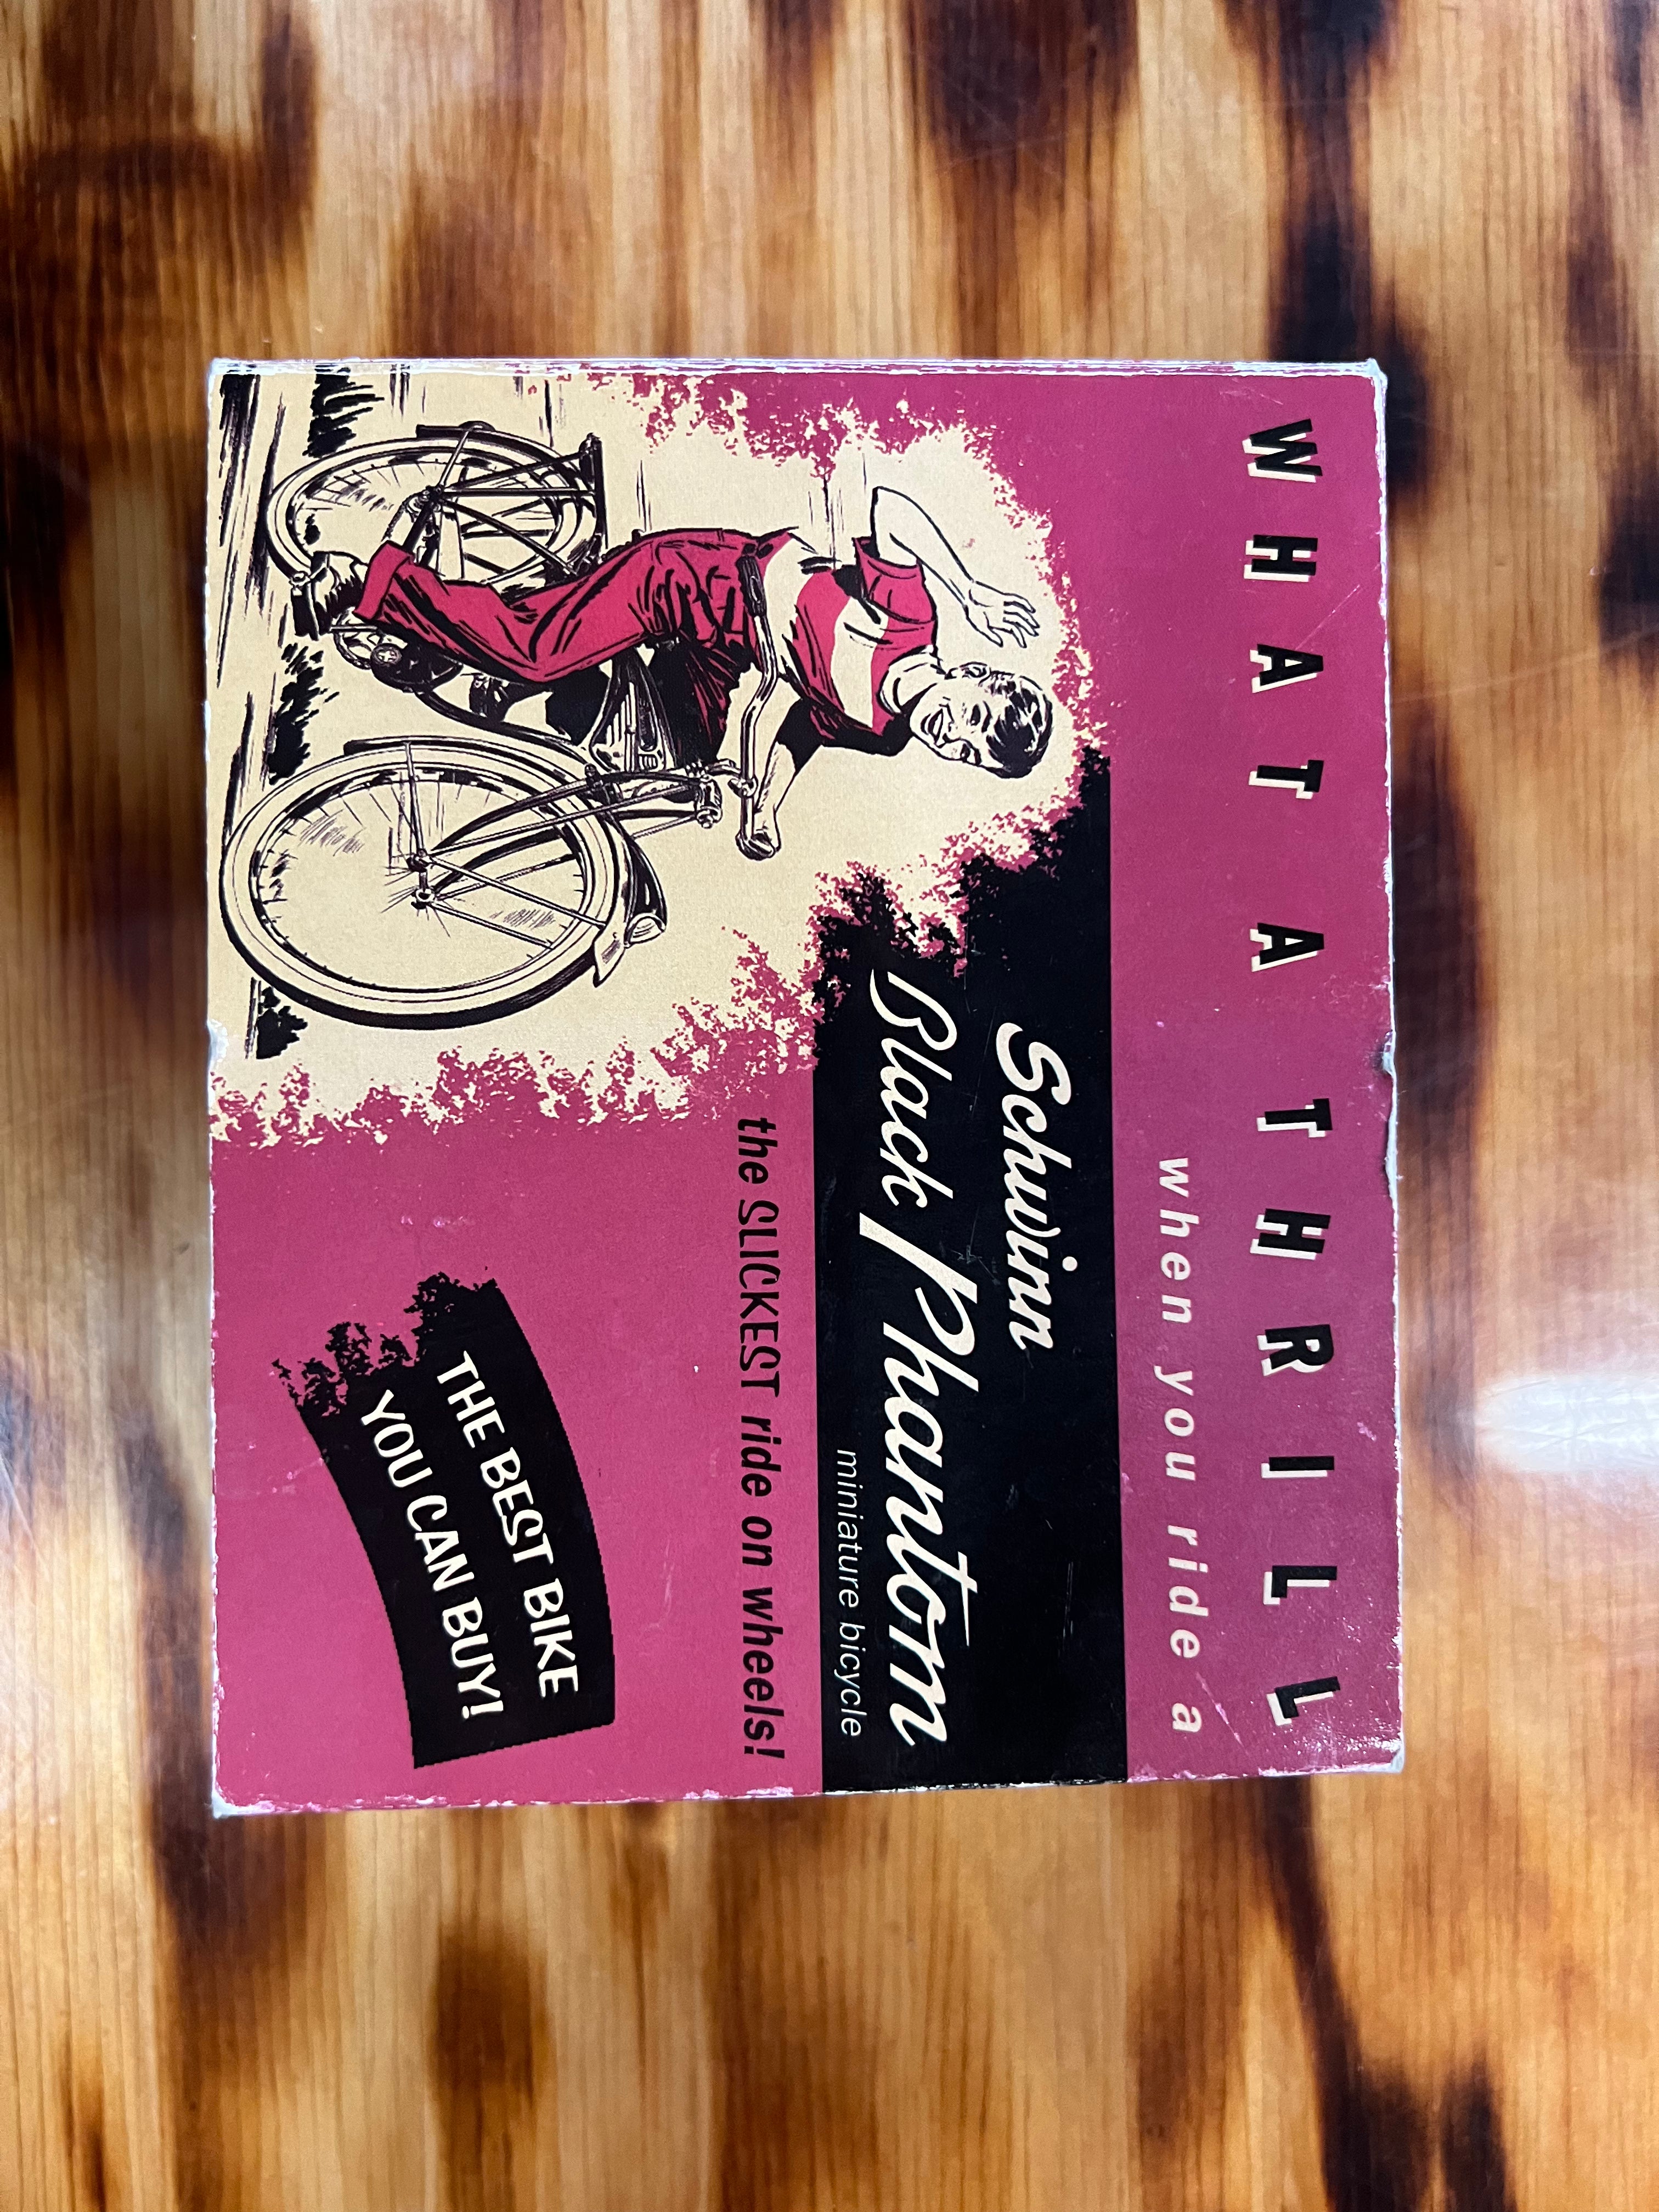 WHAT A THRILL
when you ride a
Schwinn
Black Phantom
miniature bicycle
the SLICKEST ride on wheels!
THE BEST BIKE
YOU CAN BUY!